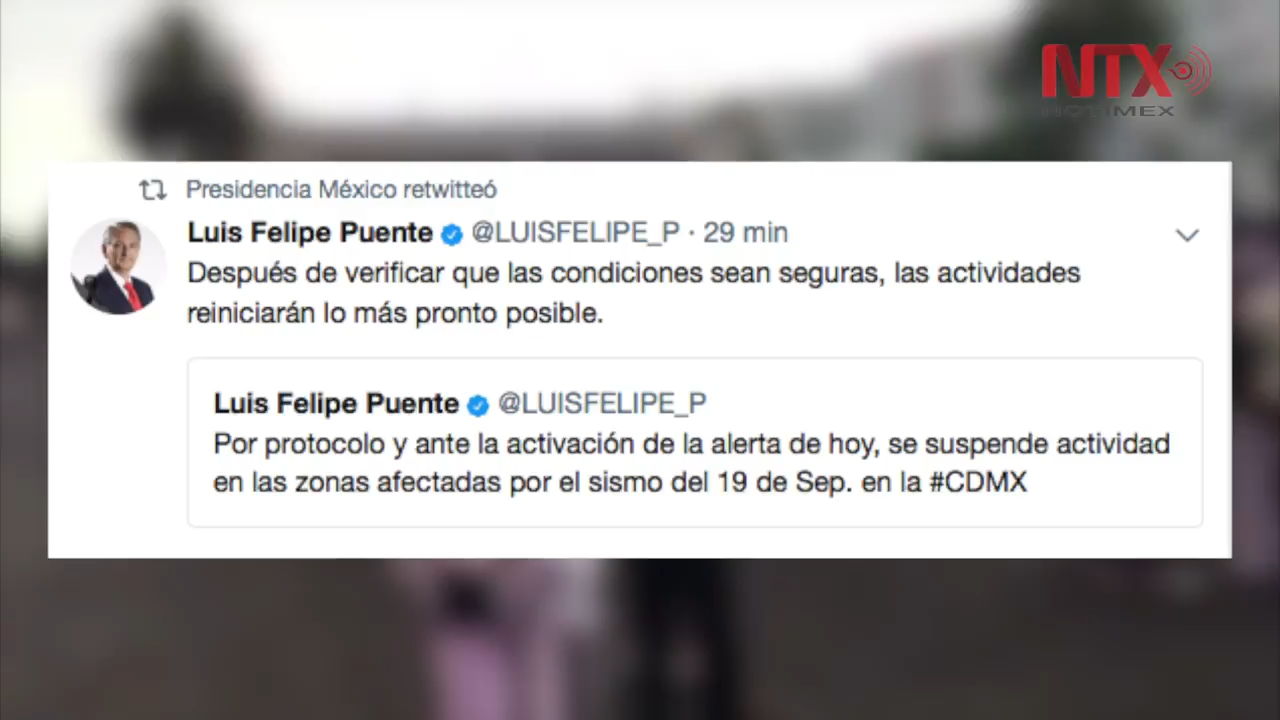 NTX
NOTIMEX
Presidencia México retwitteó
Luis Felipe Puente @LUISFELIPE_P · 29 min
Después de verificar que las condiciones sean seguras, las actividades
reiniciarán lo más pronto posible.
Luis Felipe Puente @LUISFELIPE_P
Por protocolo y ante la activación de la alerta de hoy, se suspende actividad
en las zonas afectadas por el sismo del 19 de Sep. en la #CDMX